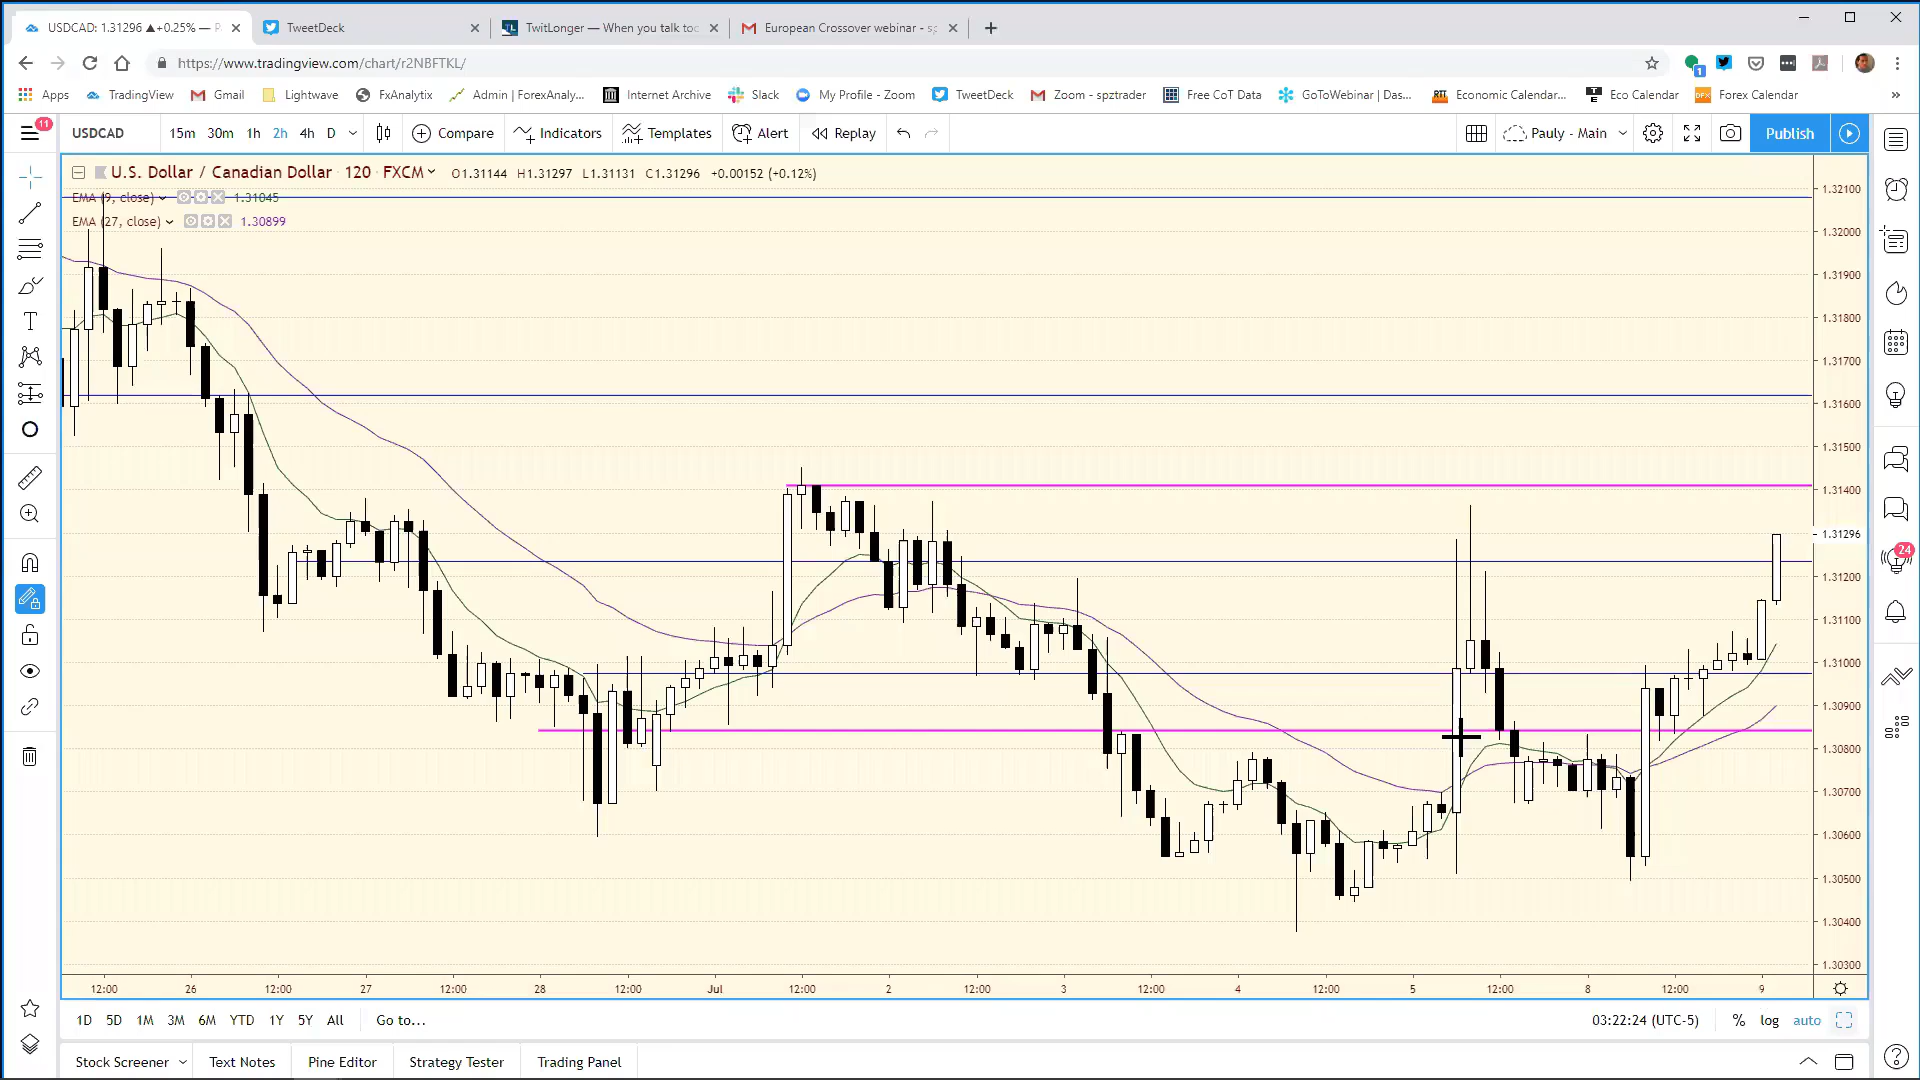 USDCAD: 1.31296 ▲+0.25% — P
TweetDeck
TwitLonger — When you talk too
European Crossover webinar - sp
https://www.tradingview.com/chart/r2NBFTKL/
1
Apps TradingView Gmail Lightwave FxAnalytix Admin | ForexAnaly... Internet Archive Slack My Profile - Zoom TweetDeck Zoom - spztrader Free CoT Data GoToWebinar | Das... Economic Calendar... Eco Calendar Forex Calendar »
11
USDCAD 15m 30m 1h 2h 4h D Compare Indicators Templates Alert Replay Pauly - Main Publish
U.S. Dollar / Canadian Dollar · 120 · FXCM O1.31144 H1.31297 L1.31131 C1.31296 +0.00152 (+0.12%)
EMA (9, close) 1.31045
EMA (27, close) 1.30899
1.32100
1.32000
1.31900
1.31800
1.31700
1.31600
1.31500
1.31400
1.31296
1.31200
1.31100
1.31000
1.30900
1.30800
1.30700
1.30600
1.30500
1.30400
1.30300
24
12:00 26 12:00 27 12:00 28 12:00 Jul 12:00 2 12:00 3 12:00 4 12:00 5 12:00 8 12:00 9
1D 5D 1M 3M 6M YTD 1Y 5Y All Go to... 03:22:24 (UTC-5) % log auto
Stock Screener Text Notes Pine Editor Strategy Tester Trading Panel